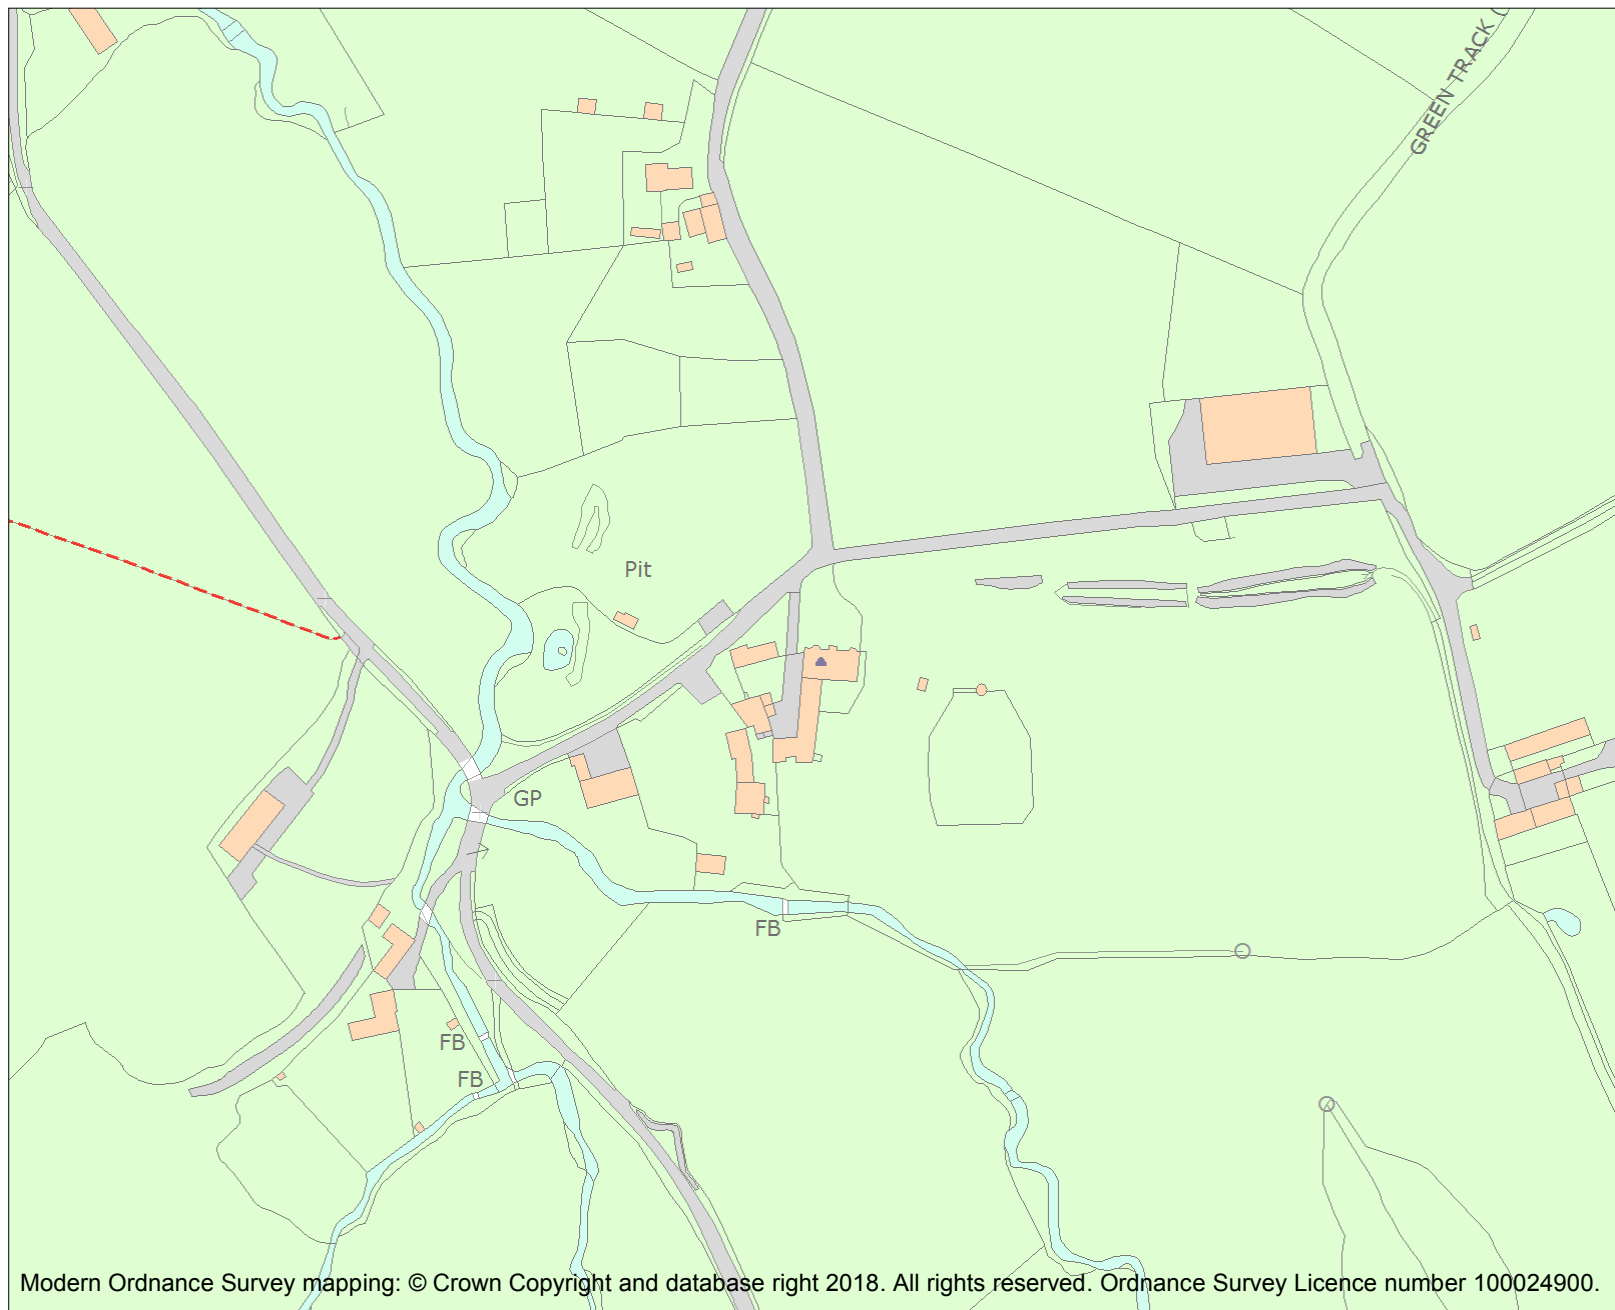 GREEN TRACK (
Pit
GP
FB
FB
FB
Modern Ordnance Survey mapping: © Crown Copyright and database right 2018. All rights reserved. Ordnance Survey Licence number 100024900.